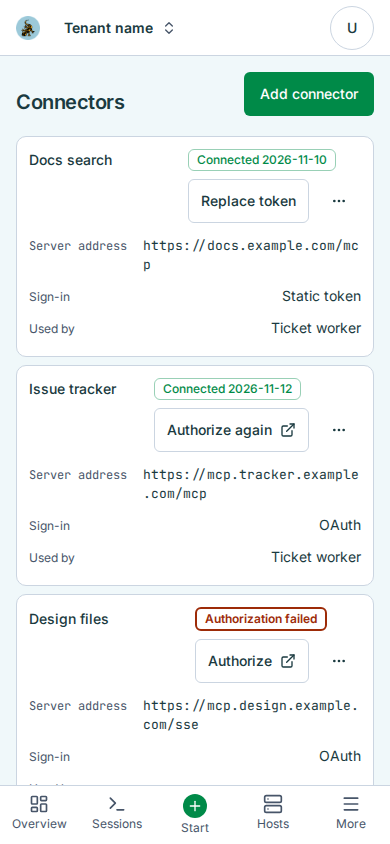 Tenant name
U
Connectors
Add connector
Docs search
Connected 2026-11-10
Replace token
Server address
https://docs.example.com/mc
p
Sign-in
Static token
Used by
Ticket worker
Issue tracker
Connected 2026-11-12
Authorize again
Server address
https://mcp.tracker.example
.com/mcp
Sign-in
OAuth
Used by
Ticket worker
Design files
Authorization failed
Authorize
Server address
https://mcp.design.example.
com/sse
Sign-in
OAuth
Overview
Sessions
Start
Hosts
More